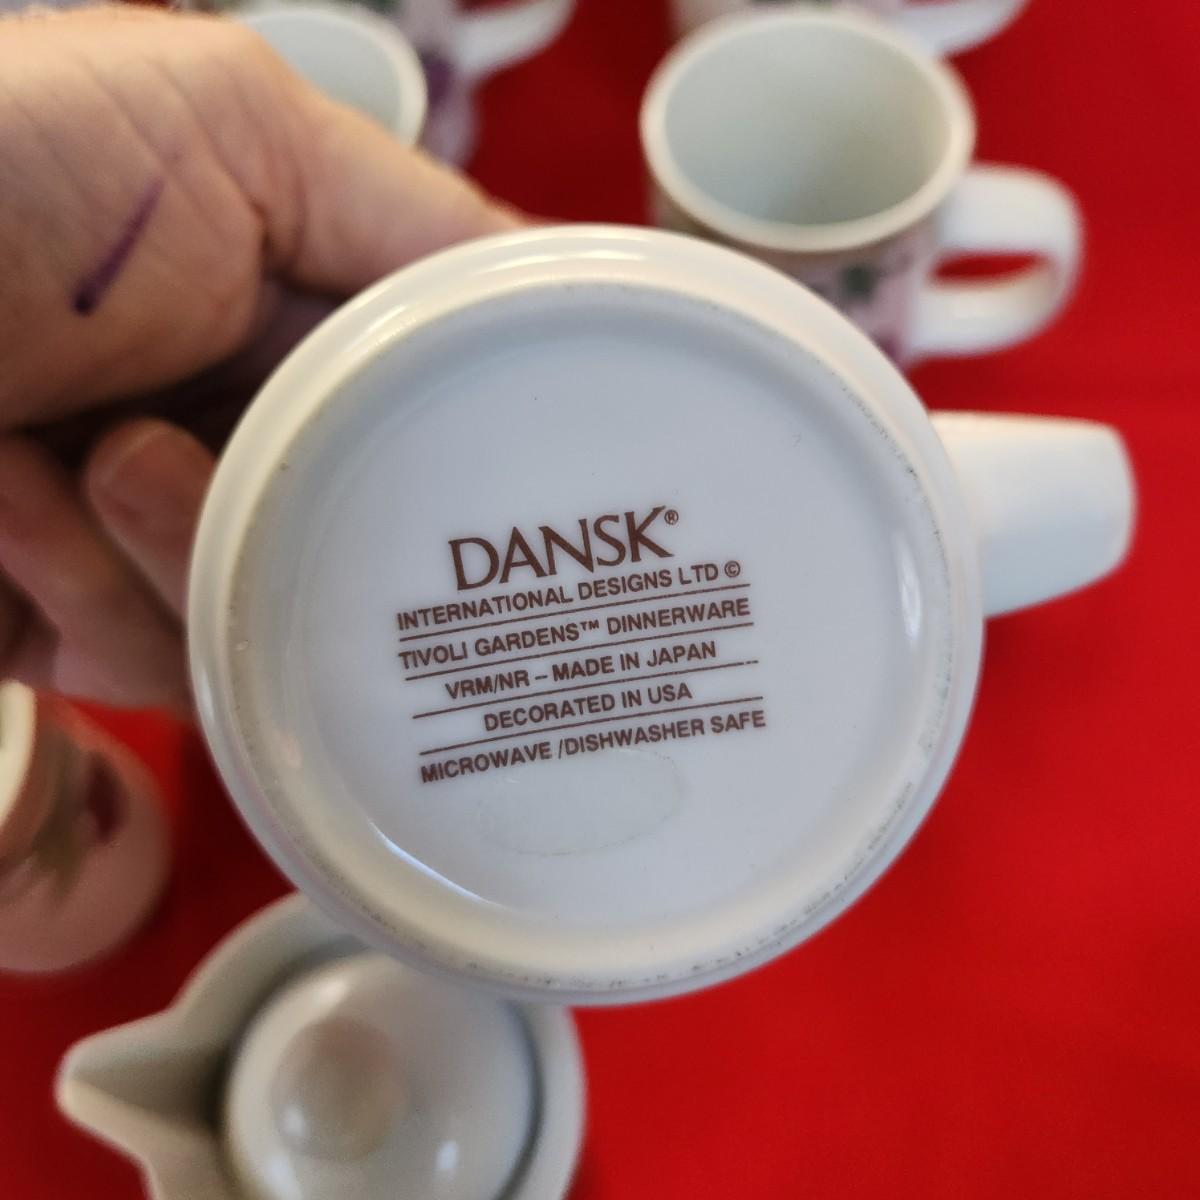 DANSK®
INTERNATIONAL DESIGNS LTD ©
TIVOLI GARDENS™ DINNERWARE
VRM/NR – MADE IN JAPAN
DECORATED IN USA
MICROWAVE /DISHWASHER SAFE